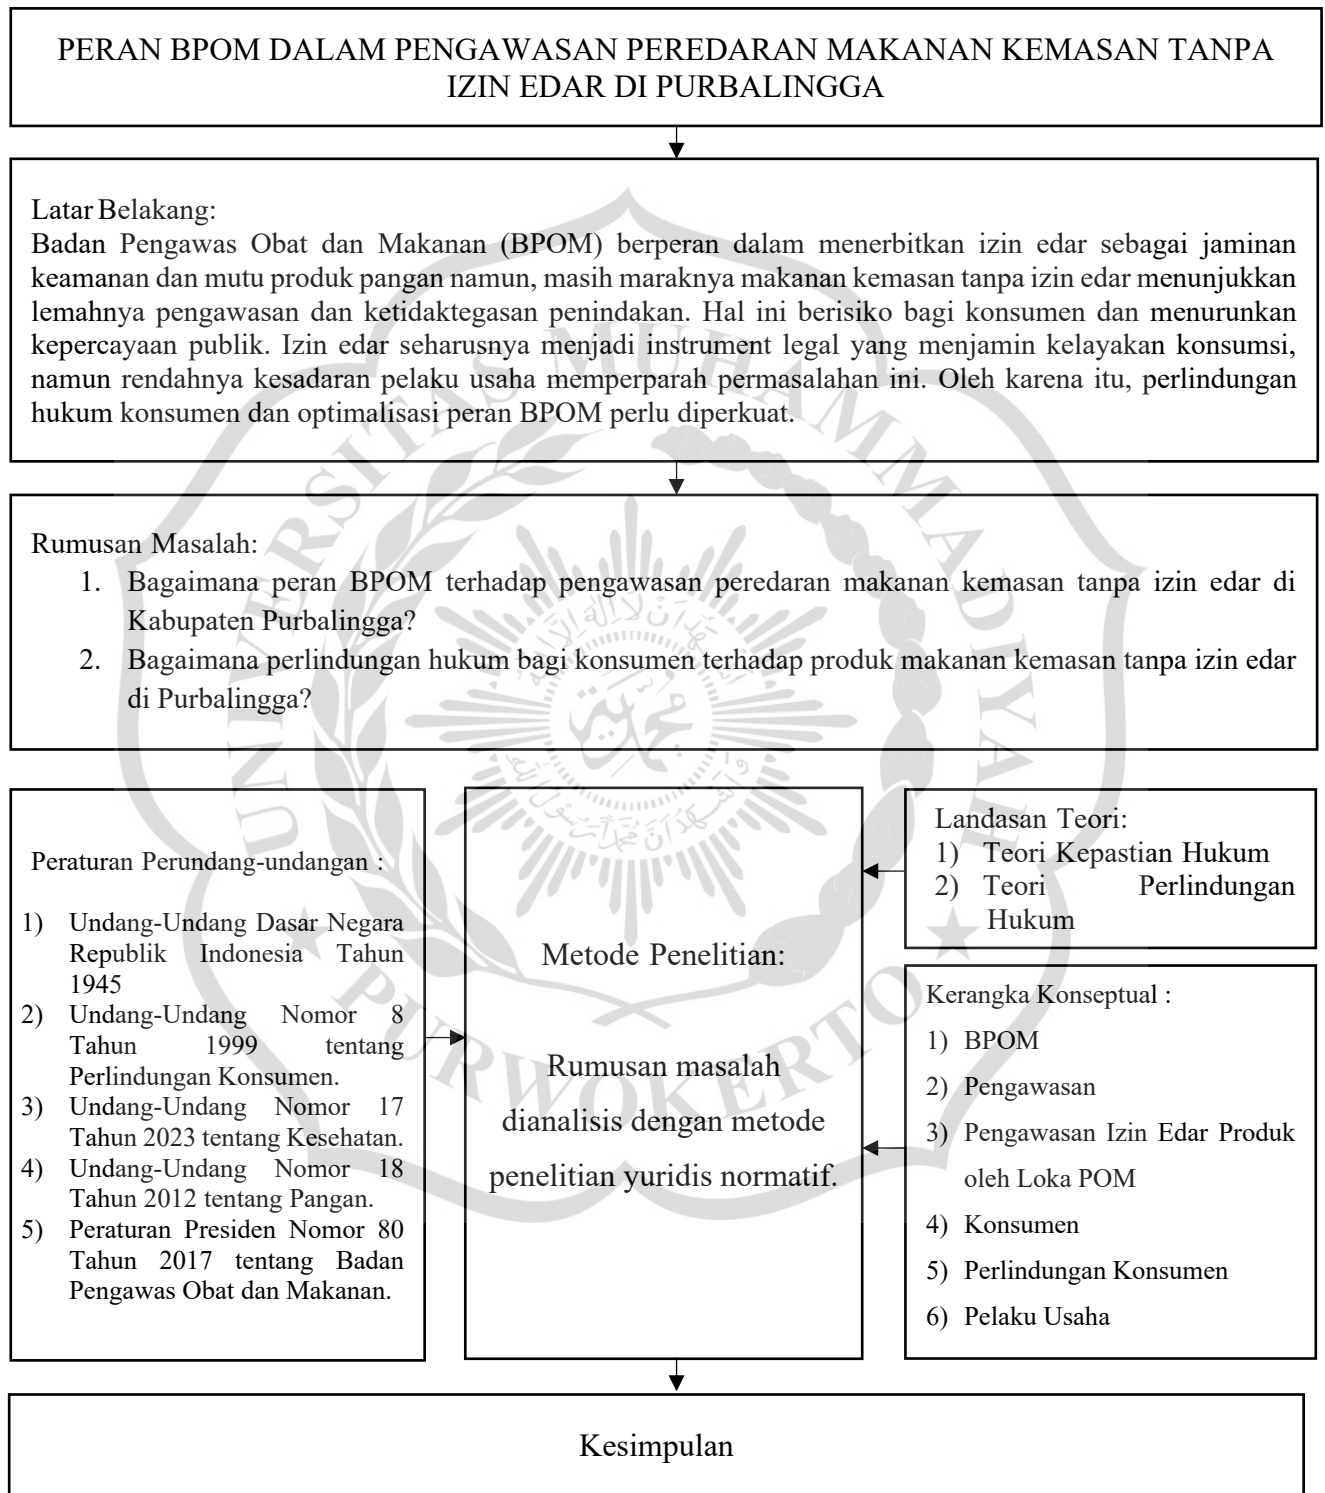 PERAN BPOM DALAM PENGAWASAN PEREDARAN MAKANAN KEMASAN TANPA
IZIN EDAR DI PURBALINGGA
Latar Belakang:
Badan Pengawas Obat dan Makanan (BPOM) berperan dalam menerbitkan izin edar sebagai jaminan
keamanan dan mutu produk pangan namun, masih maraknya makanan kemasan tanpa izin edar menunjukkan
lemahnya pengawasan dan ketidaktegasan penindakan. Hal ini berisiko bagi konsumen dan menurunkan
kepercayaan publik. Izin edar seharusnya menjadi instrument legal yang menjamin kelayakan konsumsi,
namun rendahnya kesadaran pelaku usaha memperparah permasalahan ini. Oleh karena itu, perlindungan
hukum konsumen dan optimalisasi peran BPOM perlu diperkuat.
Rumusan Masalah:
1. Bagaimana peran BPOM terhadap pengawasan peredaran makanan kemasan tanpa izin edar di
Kabupaten Purbalingga?
2. Bagaimana perlindungan hukum bagi konsumen terhadap produk makanan kemasan tanpa izin edar
di Purbalingga?
Peraturan Perundang-undangan :
1) Undang-Undang Dasar Negara
Republik Indonesia Tahun
1945
2) Undang-Undang Nomor 8
Tahun 1999 tentang
Perlindungan Konsumen.
3) Undang-Undang Nomor 17
Tahun 2023 tentang Kesehatan.
4) Undang-Undang Nomor 18
Tahun 2012 tentang Pangan.
5) Peraturan Presiden Nomor 80
Tahun 2017 tentang Badan
Pengawas Obat dan Makanan.
Metode Penelitian:
Rumusan masalah
dianalisis dengan metode
penelitian yuridis normatif.
Landasan Teori:
1) Teori Kepastian Hukum
2) Teori Perlindungan
Hukum
Kerangka Konseptual :
1) BPOM
2) Pengawasan
3) Pengawasan Izin Edar Produk
oleh Loka POM
4) Konsumen
5) Perlindungan Konsumen
6) Pelaku Usaha
Kesimpulan
UNIVERSITAS MUHAMMADIYAH
PURWOKERTO